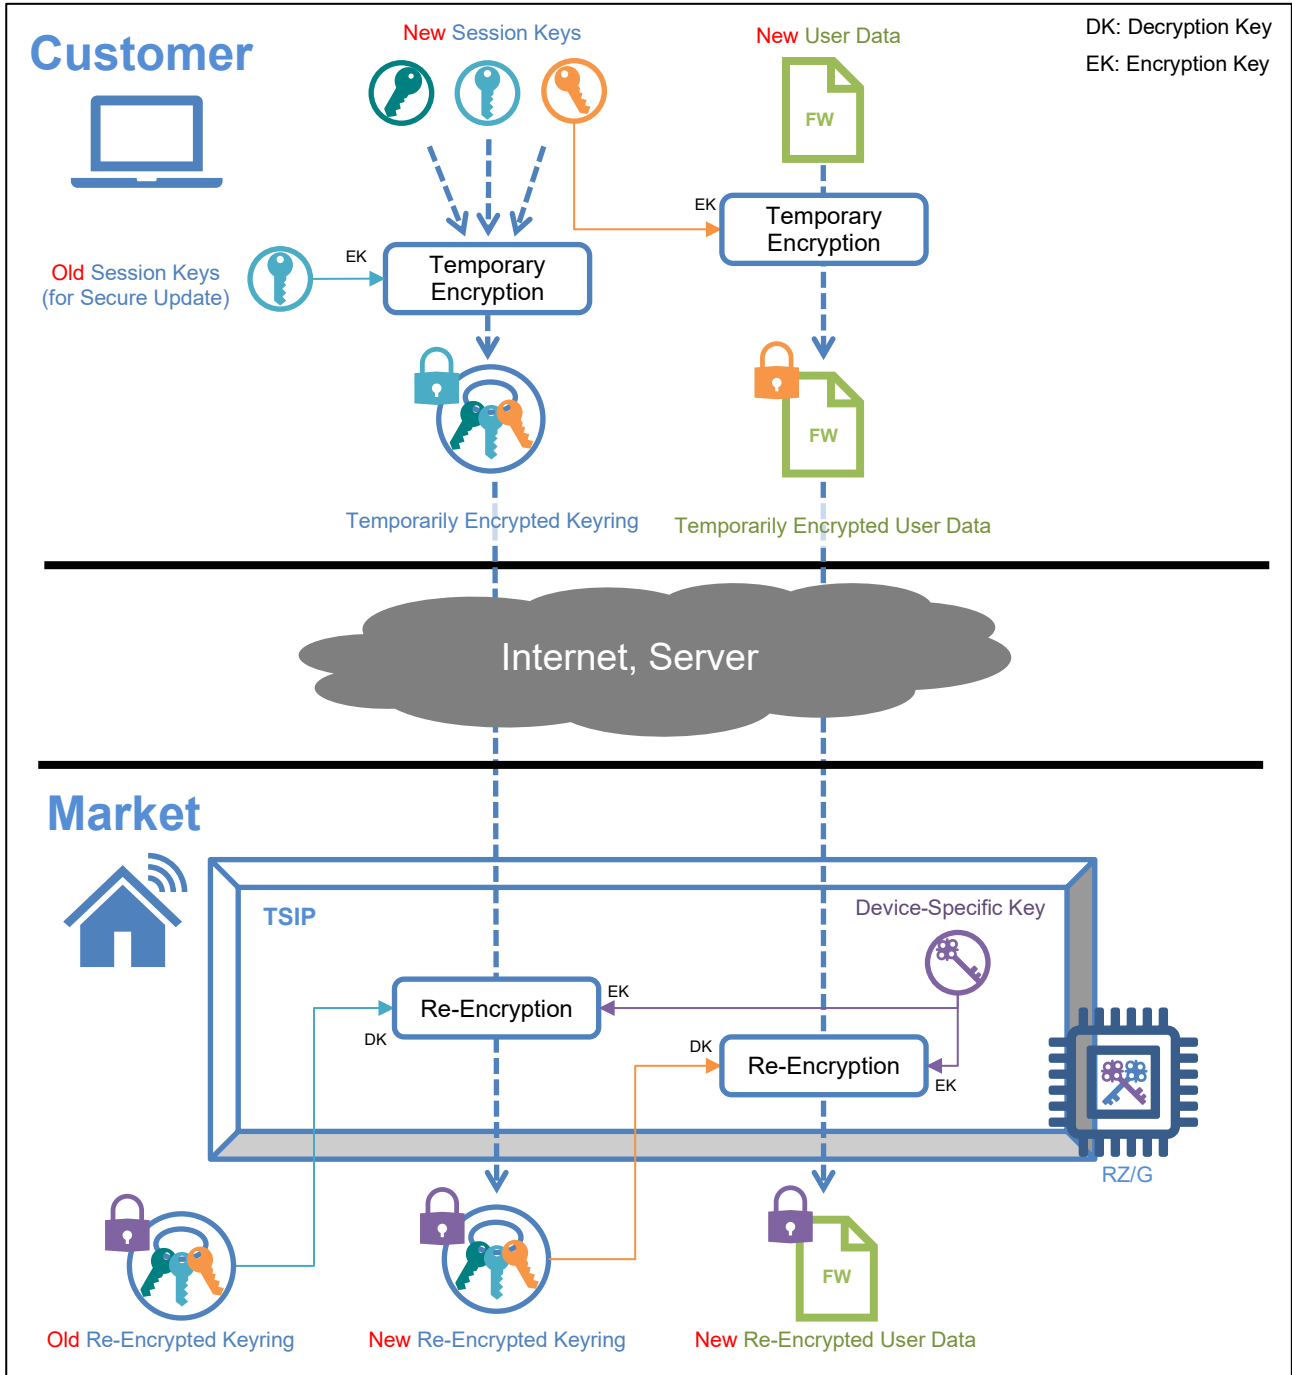 Customer
New Session Keys
New User Data
DK: Decryption Key
EK: Encryption Key
FW
EK
Temporary
Encryption
Old Session Keys
(for Secure Update)
EK
Temporary
Encryption
FW
Temporarily Encrypted Keyring
Temporarily Encrypted User Data
Internet, Server
Market
TSIP
Device-Specific Key
Re-Encryption
EK
DK
DK
Re-Encryption
EK
RZ/G
FW
Old Re-Encrypted Keyring
New Re-Encrypted Keyring
New Re-Encrypted User Data